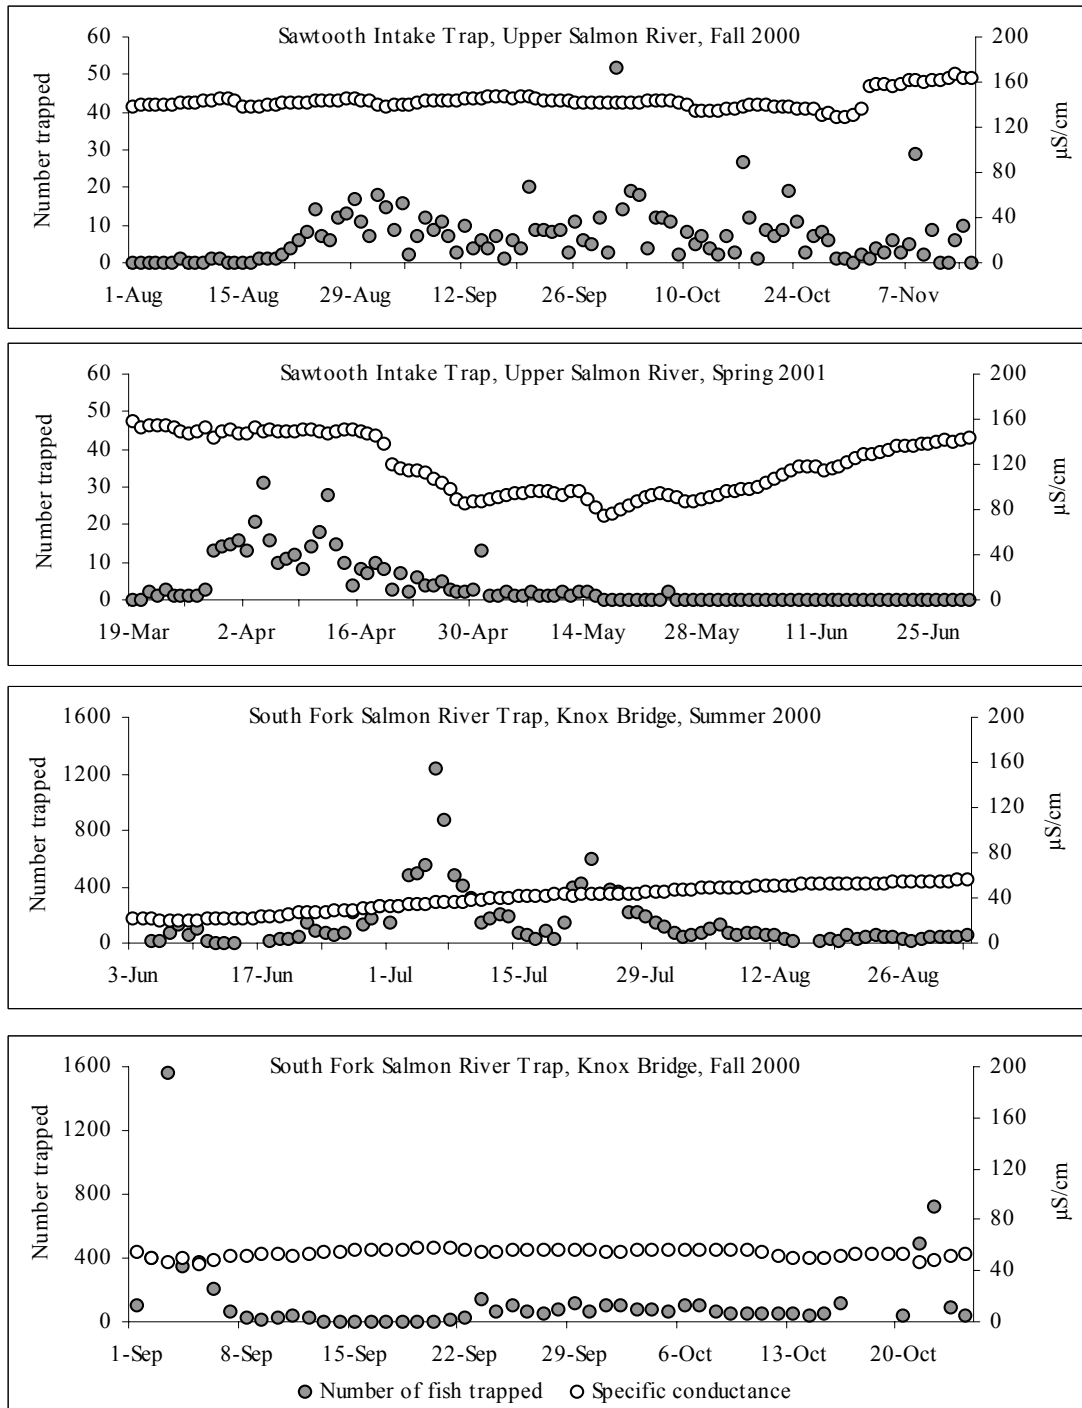 Sawtooth Intake Trap, Upper Salmon River, Fall 2000
Number trapped
60
50
40
30
20
10
0
200
160
120
80
40
0
µS/cm
1-Aug 15-Aug 29-Aug 12-Sep 26-Sep 10-Oct 24-Oct 7-Nov
Sawtooth Intake Trap, Upper Salmon River, Spring 2001
Number trapped
60
50
40
30
20
10
0
200
160
120
80
40
0
µS/cm
19-Mar 2-Apr 16-Apr 30-Apr 14-May 28-May 11-Jun 25-Jun
South Fork Salmon River Trap, Knox Bridge, Summer 2000
Number trapped
1600
1200
800
400
0
200
160
120
80
40
0
µS/cm
3-Jun 17-Jun 1-Jul 15-Jul 29-Jul 12-Aug 26-Aug
South Fork Salmon River Trap, Knox Bridge, Fall 2000
Number trapped
1600
1200
800
400
0
200
160
120
80
40
0
µS/cm
1-Sep 8-Sep 15-Sep 22-Sep 29-Sep 6-Oct 13-Oct 20-Oct
Number of fish trapped Specific conductance